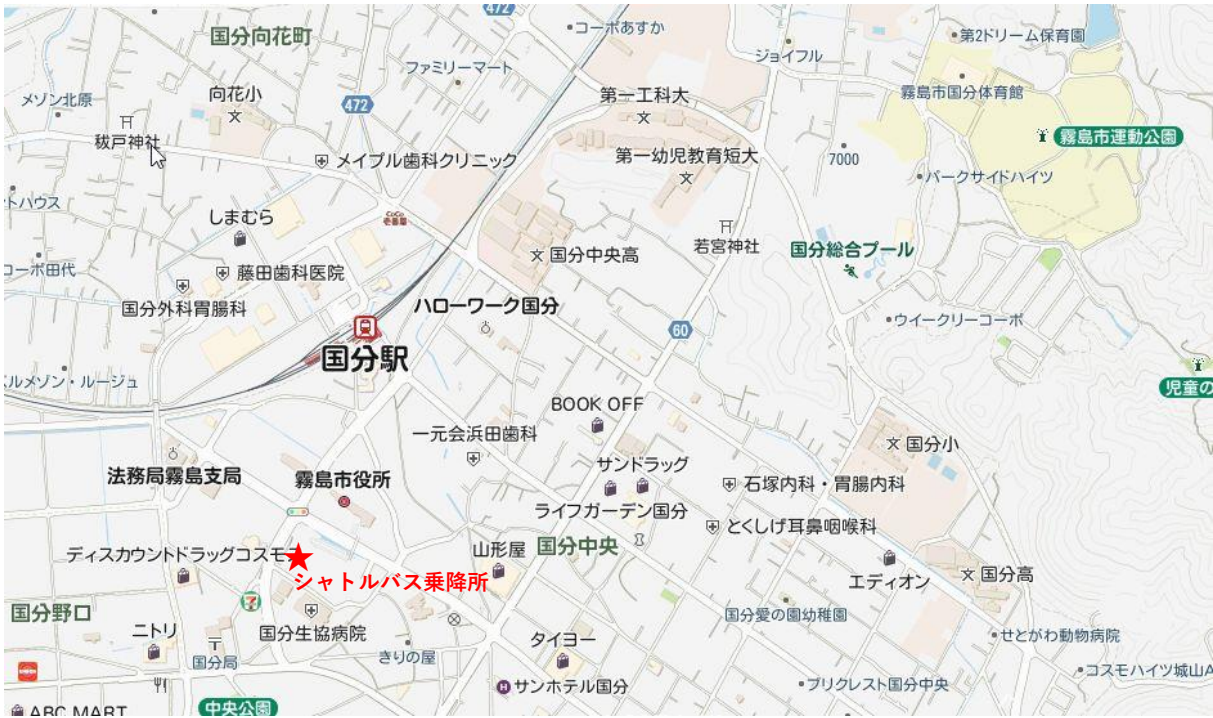 472
国分向花町
コーポあすか
第2ドリーム保育園
ジョイフル
ファミリーマート
メゾン北原
向花小
472
第一工科大
霧島市国分体育館
秡戸神社
霧島市運動公園
メイプル歯科クリニック
第一幼児教育短大
7000
パークサイドハイツ
トハウス
しまむら
CoCo
壱番屋
若宮神社
国分中央高
国分総合プール
コーポ田代
藤田歯科医院
国分外科胃腸科
ハローワーク国分
ウイークリーコーポ
60
国分駅
ベルメゾン・ルージュ
児童の
BOOK OFF
一元会浜田歯科
国分小
サンドラッグ
法務局霧島支局
霧島市役所
石塚内科・胃腸内科
ライフガーデン国分
とくしげ耳鼻咽喉科
ディスカウントドラッグコスモス
山形屋
国分中央
シャトルバス乗降所
エディオン
国分高
7
国分野口
国分愛の園幼稚園
ニトリ
国分生協病院
タイヨー
せとがわ動物病院
国分局
きりの屋
コスモハイツ城山A
サンホテル国分
ブリクレスト国分中央
中央公園
ABC MART